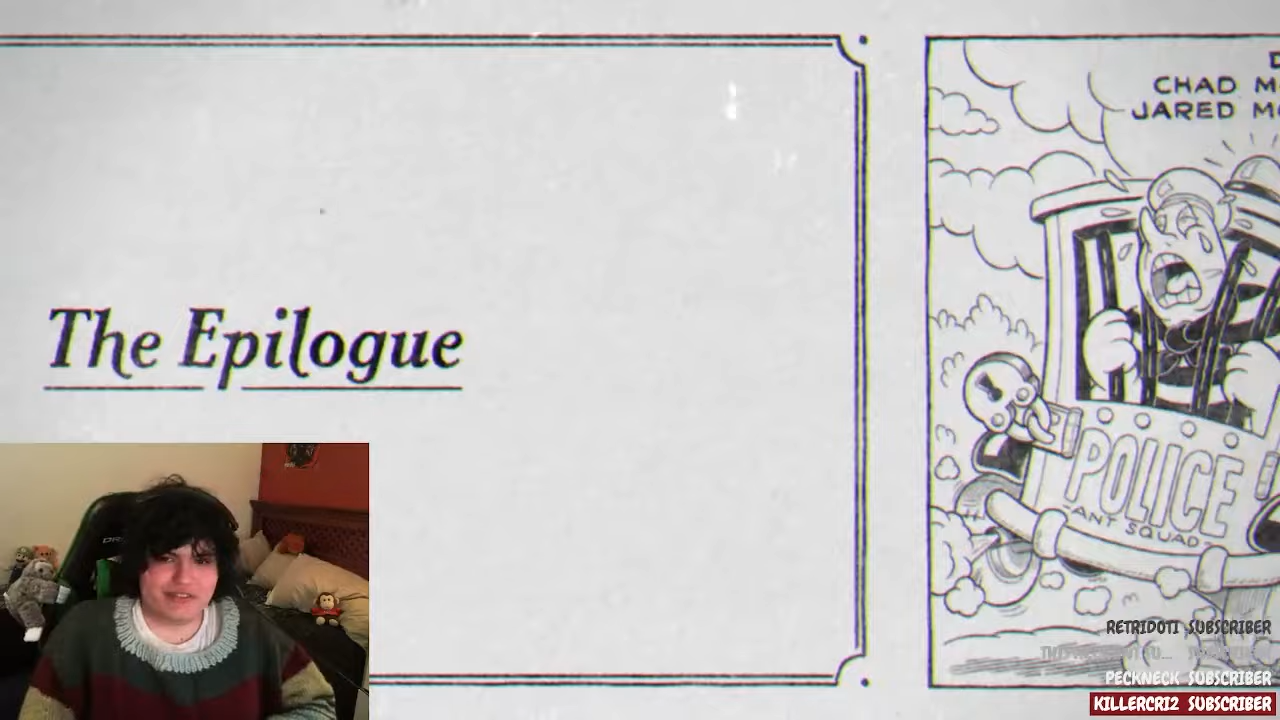 The Epilogue
CHAD
JARED
POLICE
ANT SQUAD
RETRIDOTI SUBSCRIBER
PECKNECK SUBSCRIBER
KILLERCRI2 SUBSCRIBER